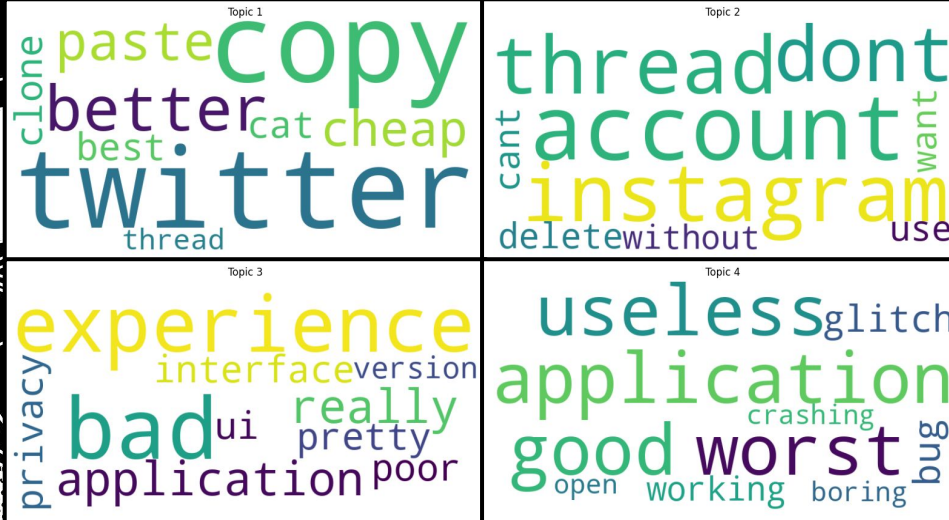 Topic 1
paste copy
clone
better cat cheap
best
twitter
thread
Topic 2
thread dont
cant account want
instagram
delete without use
Topic 3
experience
interface version
privacy bad ui really
pretty
application poor
Topic 4
useless glitch
application
crashing
good worst bug
open working boring